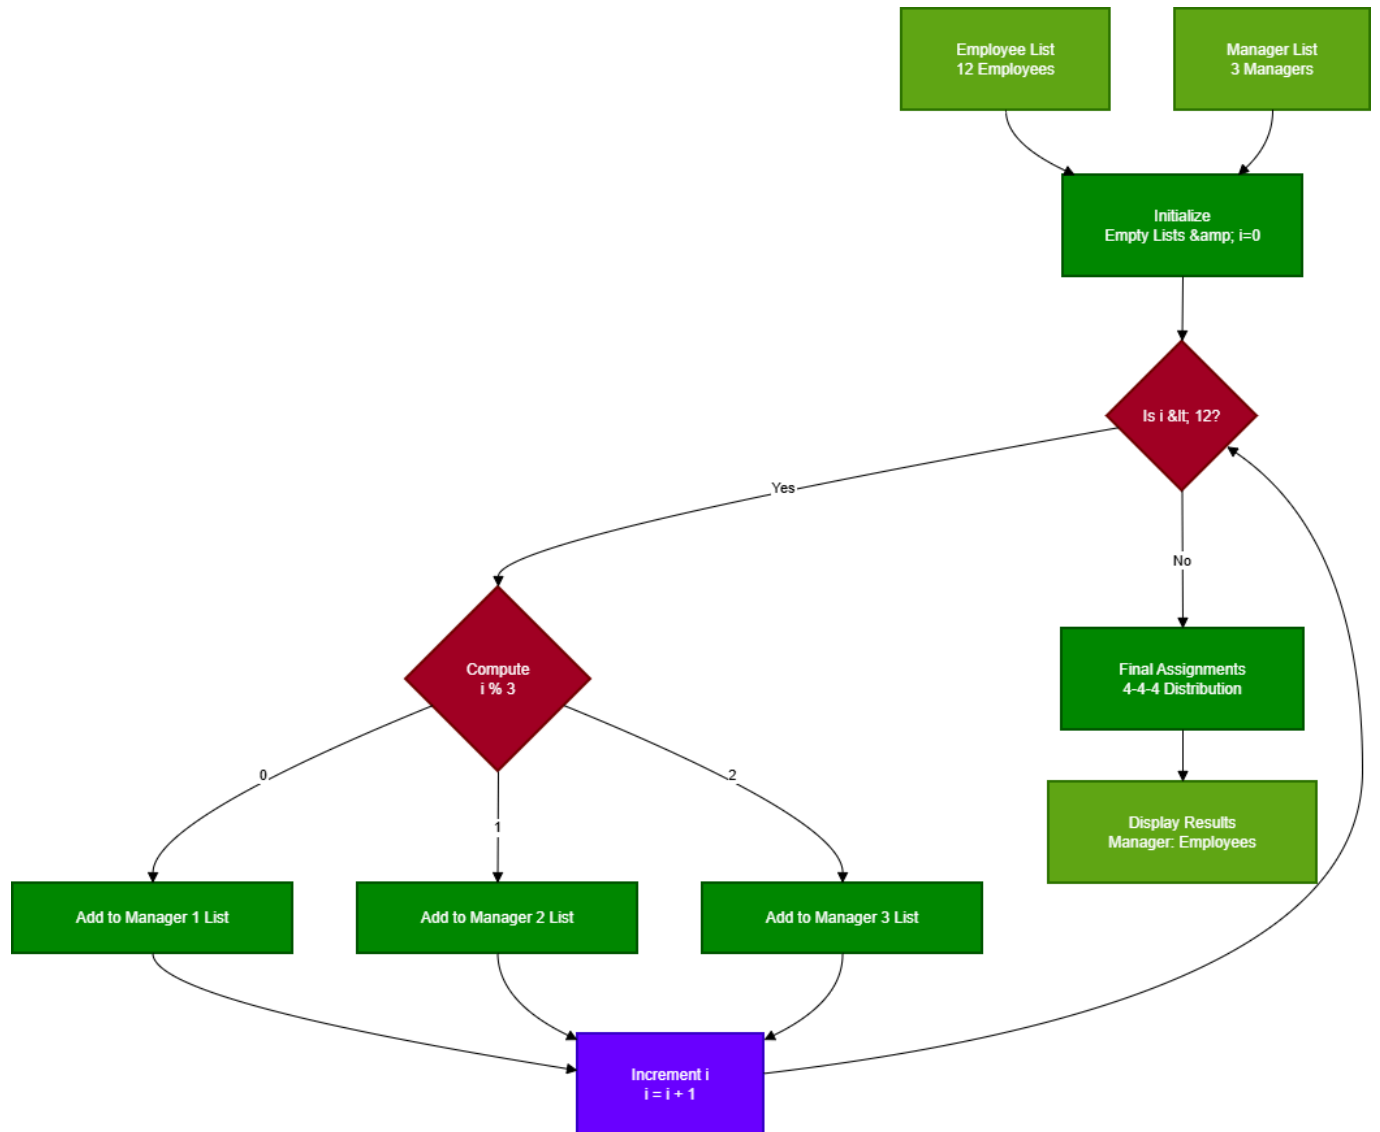 Employee List
12 Employees
Manager List
3 Managers
Initialize
Empty Lists &amp; i=0
Is i &lt; 12?
Yes
No
Compute
i % 3
Final Assignments
4-4-4 Distribution
0
1
2
Display Results
Manager: Employees
Add to Manager 1 List
Add to Manager 2 List
Add to Manager 3 List
Increment i
i = i + 1